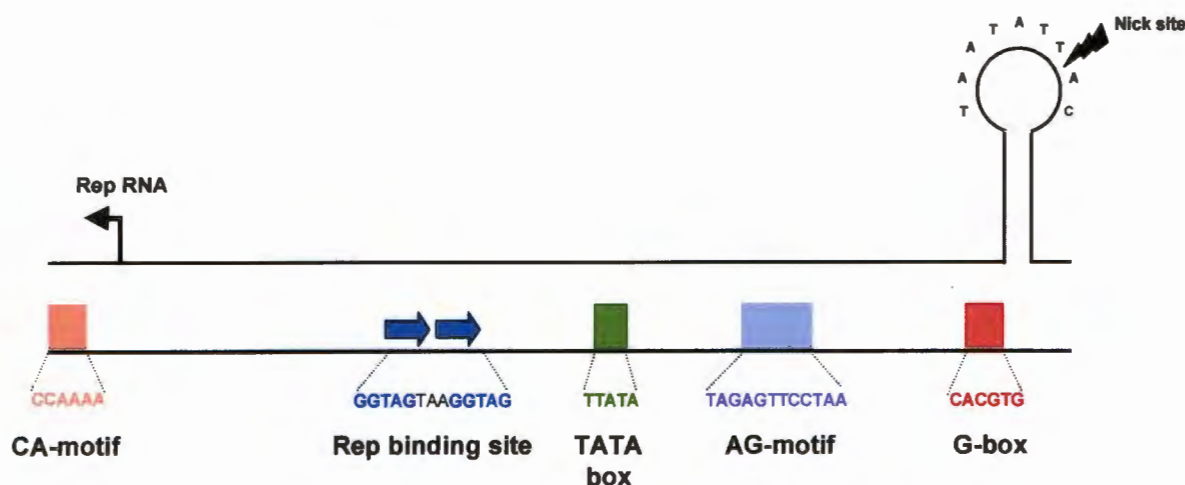 T A A T A T T A C
Nick site
Rep RNA
CCAAAA
GGTAGTAAGGTAG
TTATA
TAGAGTTCCTAA
CACGTG
CA-motif
Rep binding site
TATA
box
AG-motif
G-box